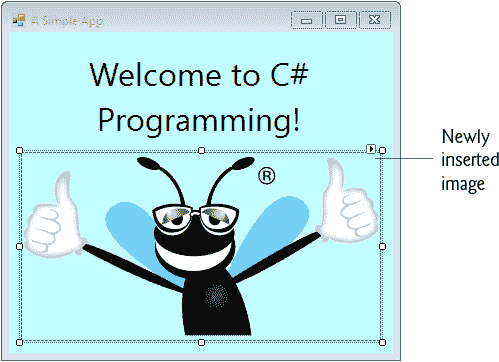 A Simple App
Welcome to C#
Programming!
®
Newly
inserted
image